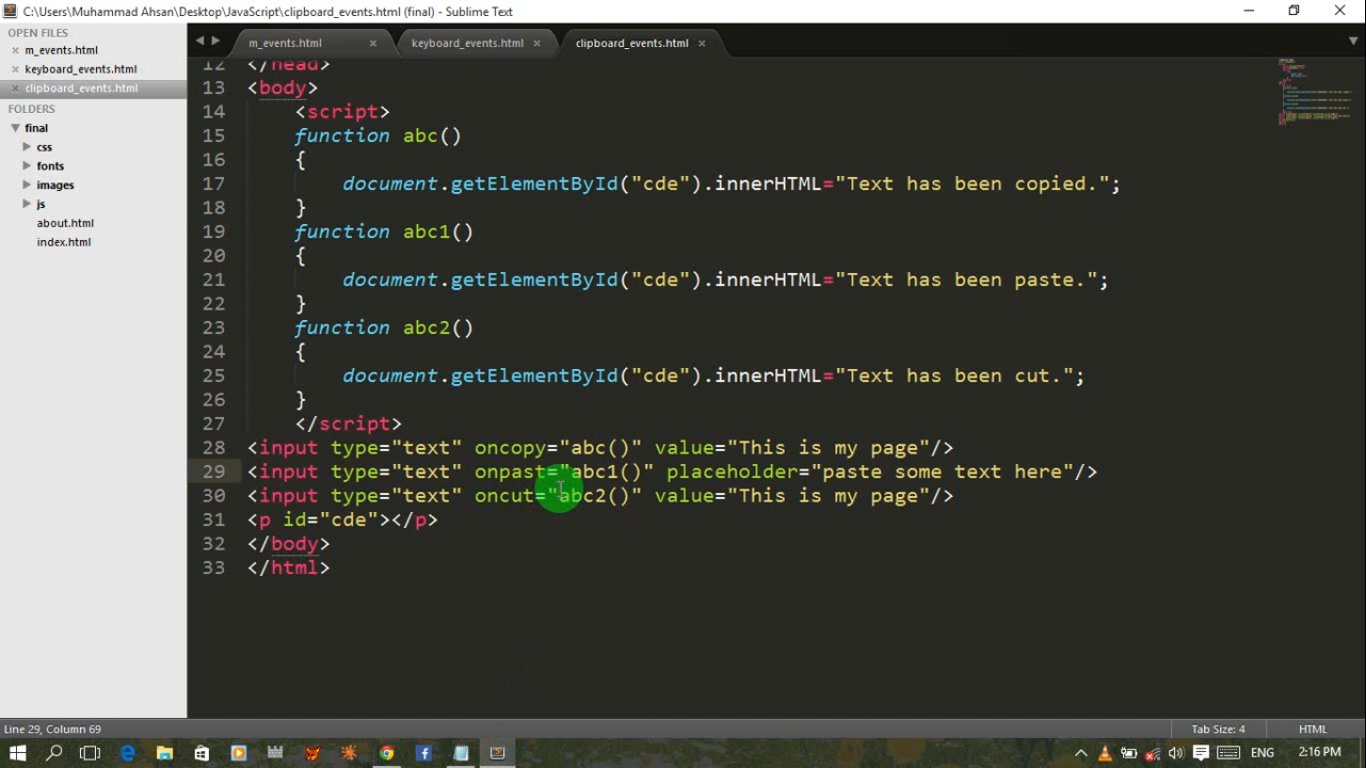 C:\Users\Muhammad Ahsan\Desktop\JavaScript\clipboard_events.html (final) - Sublime Text
OPEN FILES
m_events.html
keyboard_events.html
clipboard_events.html
FOLDERS
final
css
fonts
images
js
about.html
index.html
m_events.html
keyboard_events.html
clipboard_events.html
12 </head>
13 <body>
14 <script>
15 function abc()
16 {
17 document.getElementById("cde").innerHTML="Text has been copied.";
18 }
19 function abc1()
20 {
21 document.getElementById("cde").innerHTML="Text has been paste.";
22 }
23 function abc2()
24 {
25 document.getElementById("cde").innerHTML="Text has been cut.";
26 }
27 </script>
28 <input type="text" oncopy="abc()" value="This is my page"/>
29 <input type="text" onpast="abc1()" placeholder="paste some text here"/>
30 <input type="text" oncut="abc2()" value="This is my page"/>
31 <p id="cde"></p>
32 </body>
33 </html>
Line 29, Column 69
Tab Size: 4
HTML
ENG
2:16 PM